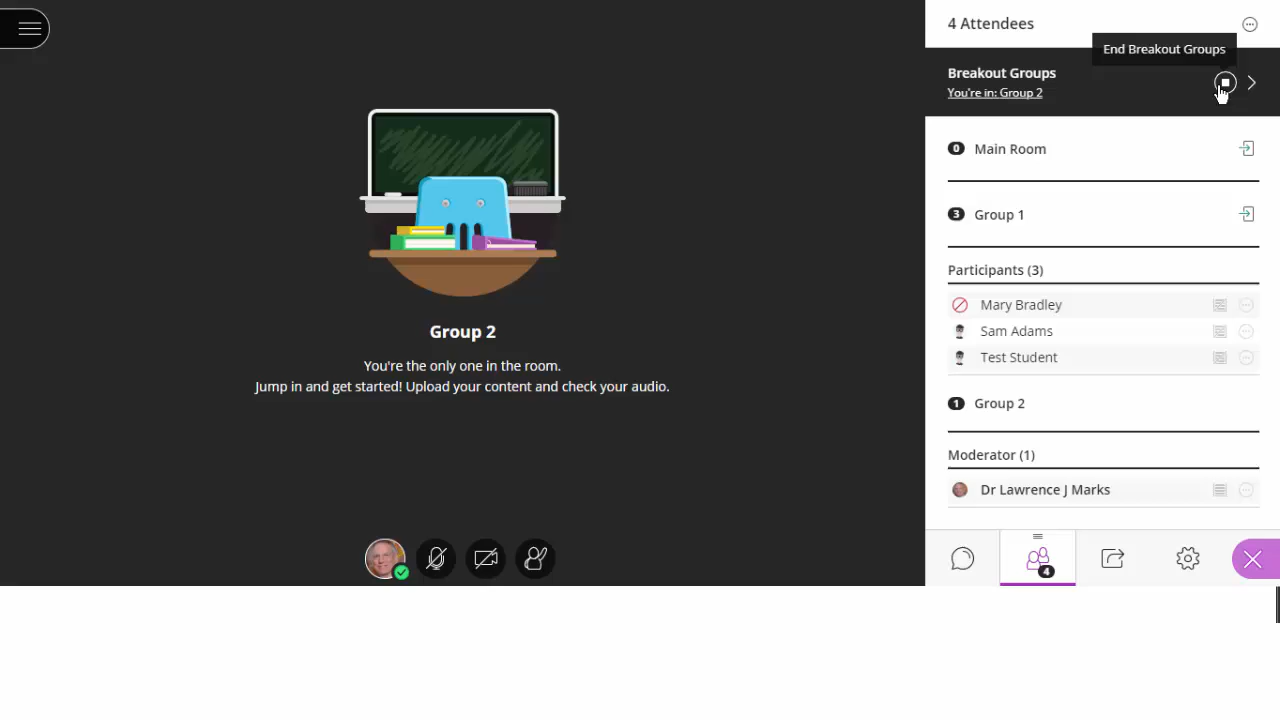 4 Attendees
End Breakout Groups
Breakout Groups
You're in: Group 2
0 Main Room
3 Group 1
Participants (3)
Mary Bradley
Sam Adams
Test Student
1 Group 2
Moderator (1)
Dr Lawrence J Marks
4
Group 2
You're the only one in the room.
Jump in and get started! Upload your content and check your audio.